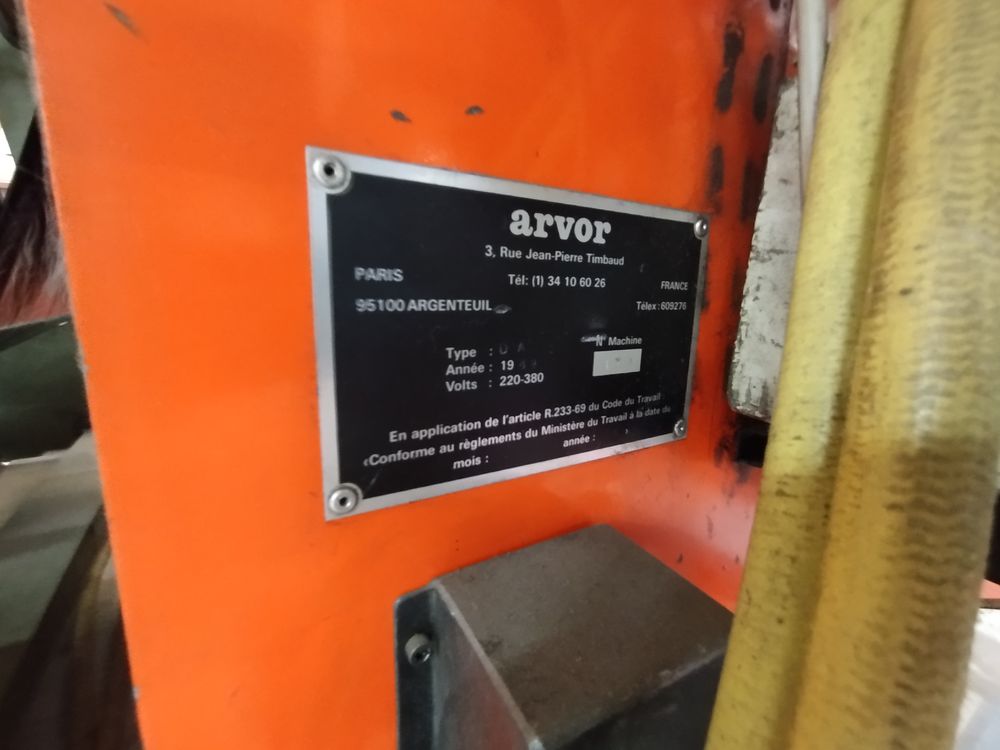 arvor
3, Rue Jean-Pierre Timbaud
PARIS Tél: (1) 34 10 60 26 FRANCE
95100 ARGENTEUIL Télex : 609276
Type : N° Machine
Année : 19
Volts : 220-380
En application de l'article R.233-69 du Code du Travail
«Conforme au règlements du Ministère du Travail à la date du
mois : année :